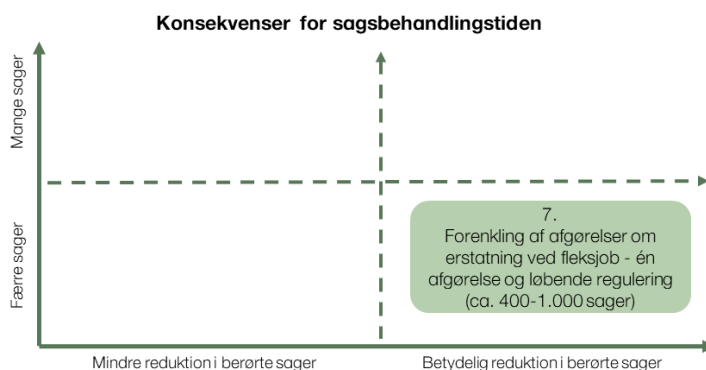 Konsekvenser for sagsbehandlingstiden
Mange sager
Færre sager
7.
Forenkling af afgørelser om
erstatning ved fleksjob - én
afgørelse og løbende regulering
(ca. 400-1.000 sager)
Mindre reduktion i berørte sager
Betydelig reduktion i berørte sager